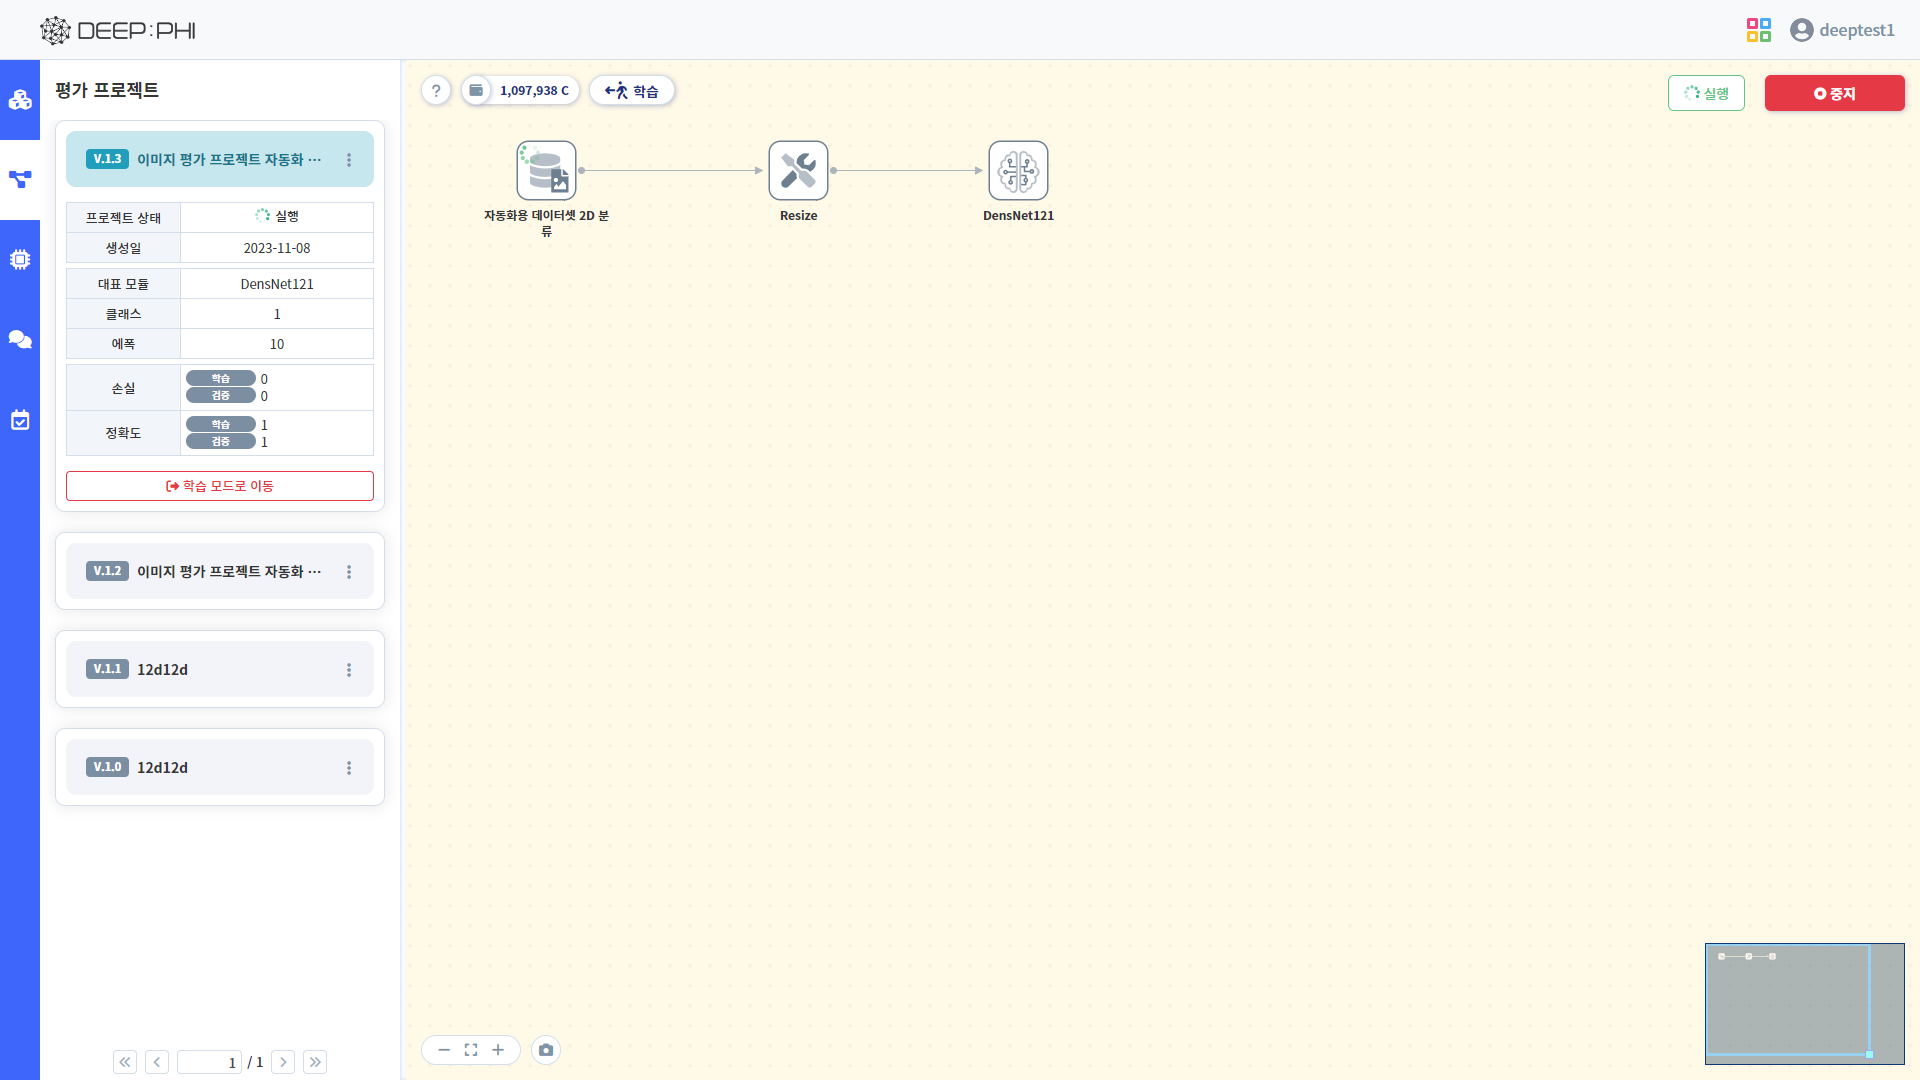 DEEP:PHI
deeptest1
평가 프로젝트
V.1.3 이미지 평가 프로젝트 자동화 ···
프로젝트 상태 실행
생성일 2023-11-08
대표 모듈 DensNet121
클래스 1
에폭 10
손실 학습 0
검증 0
정확도 학습 1
검증 1
학습 모드로 이동
V.1.2 이미지 평가 프로젝트 자동화 ···
V.1.1 12d12d
V.1.0 12d12d
1 / 1
? 1,097,938 C 학습
실행 중지
자동화용 데이터셋 2D 분
류
Resize
DensNet121